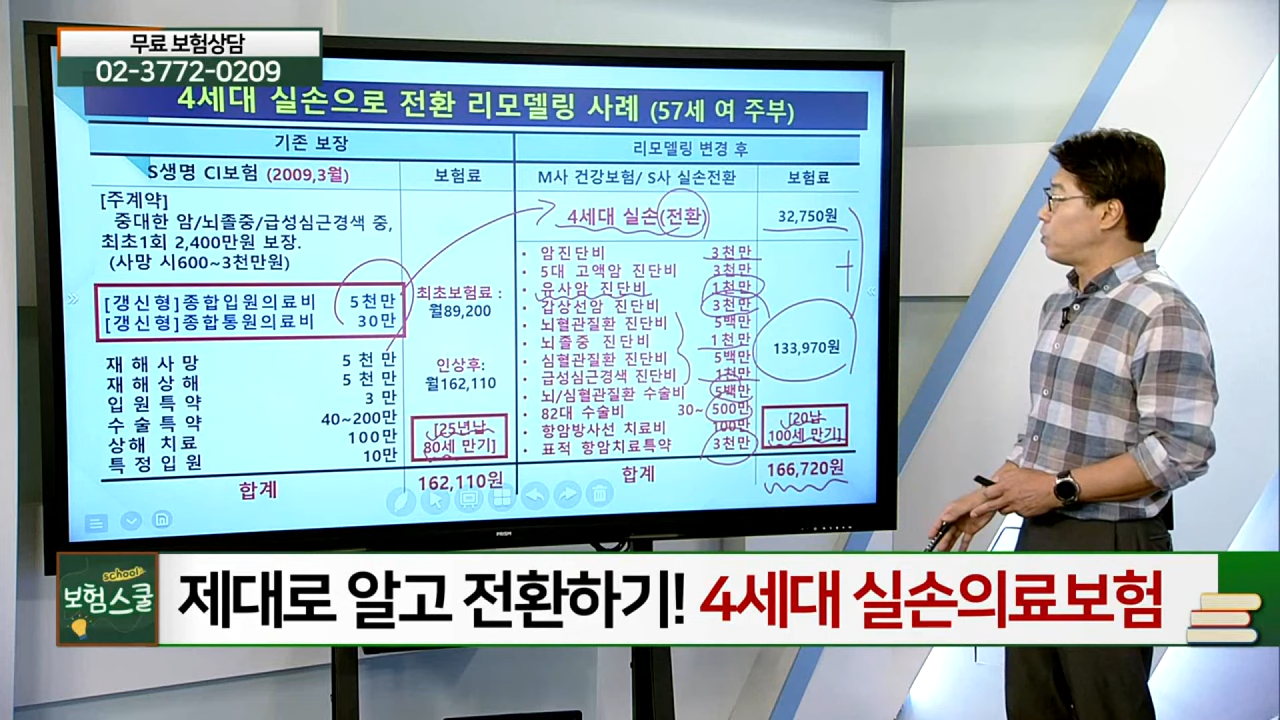 무료 보험상담
02-3772-0209
4세대 실손으로 전환 리모델링 사례 (57세 여 주부)
기존 보장
리모델링 변경 후
S생명 CI보험 (2009,3월)
보험료
M사 건강보험/ S사 실손전환
보험료
[주계약]
중대한 암/뇌졸중/급성심근경색 중,
최초1회 2,400만원 보장.
(사망 시600~3천만원)
[갱신형]종합입원의료비 5천만
[갱신형]종합통원의료비 30만
재해사망 5천만
재해상해 5천만
입원특약 3만
수술특약 40~200만
상해 치료 100만
특정입원 10만
최초보험료 :
월89,200
인상후:
월162,110
[25년납
80세 만기]
합계
162,110원
4세대 실손(전환)
32,750원
• 암진단비 3천만
• 5대 고액암 진단비 3천만
• 유사암 진단비 1천만
• 갑상선암 진단비 3천만
• 뇌혈관질환 진단비 5백만
• 뇌졸중 진단비 1천만
• 심혈관질환 진단비 5백만
• 급성심근경색 진단비 1천만
• 뇌/심혈관질환 수술비 5백만
• 82대 수술비 30~ 500만
• 항암방사선 치료비 100만
• 표적 항암치료특약 3천만
+
133,970원
[20납
100세 만기]
합계
166,720원
PRISM
school
보험스쿨
제대로 알고 전환하기! 4세대 실손의료보험